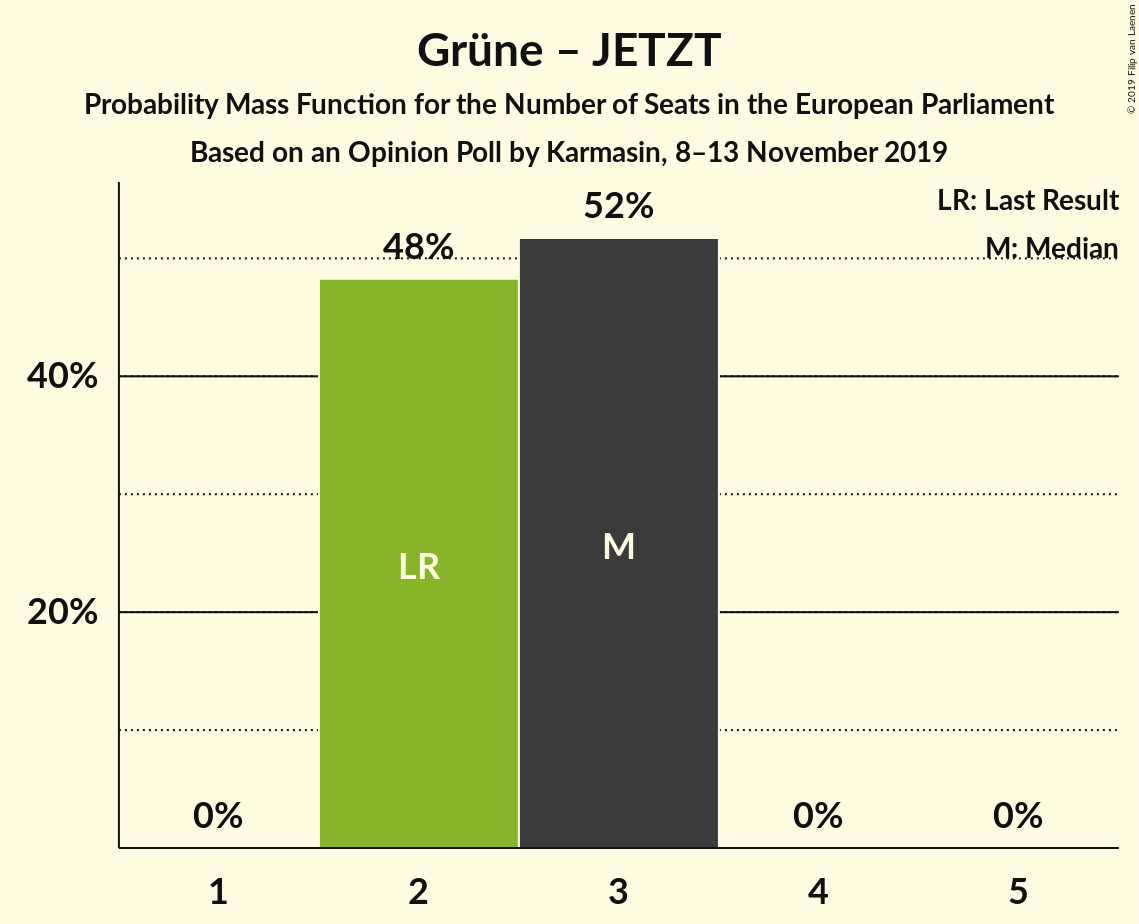 Grüne – JETZT
Probability Mass Function for the Number of Seats in the European Parliament
Based on an Opinion Poll by Karmasin, 8–13 November 2019
© 2019 Filip van Laenen
LR: Last Result
M: Median
52%
48%
40%
20%
LR
M
0%
0%
0%
1
2
3
4
5